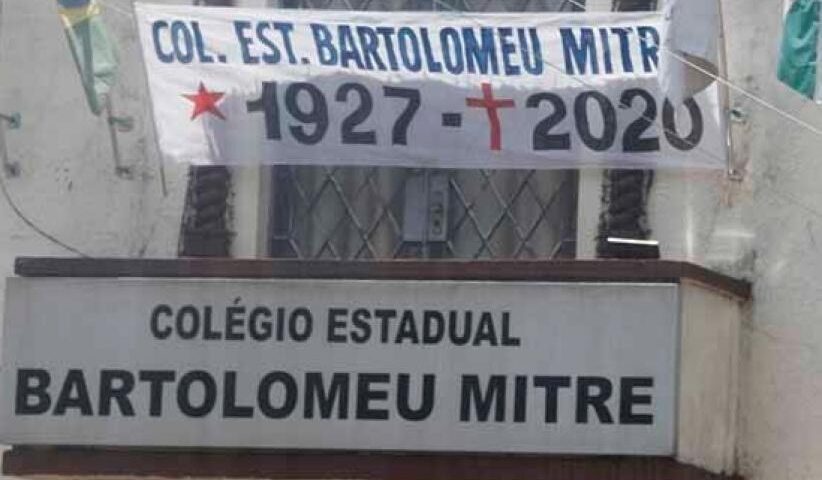 COL. EST. BARTOLOMEU MITR
1927 - 2020
COLÉGIO ESTADUAL
BARTOLOMEU MITRE